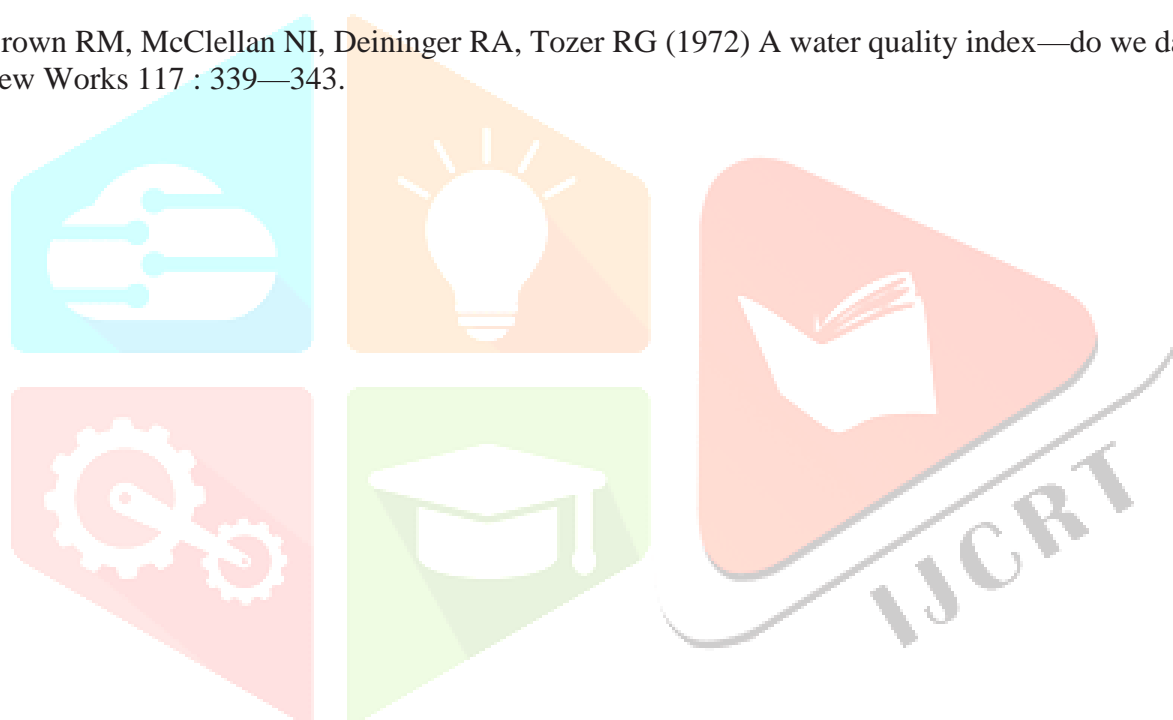 rown RM, McClellan NI, Deininger RA, Tozer RG (1972) A water quality index—do we da
ew Works 117 : 339—343.
IJCRT